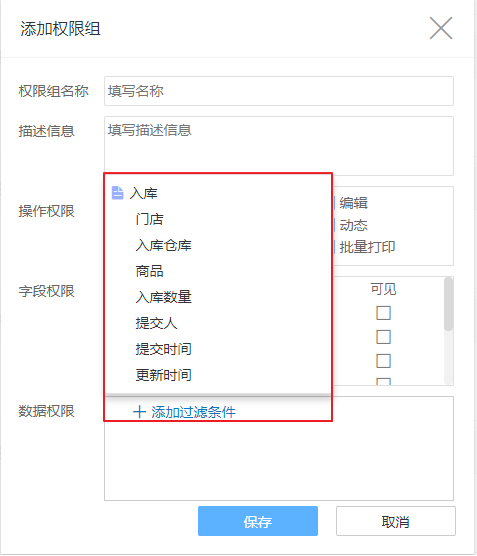 添加权限组
权限组名称 填写名称
描述信息 填写描述信息
入库
操作权限 编辑
门店
动态
入库仓库
批量打印
商品
字段权限 可见
入库数量
提交人
提交时间
更新时间
数据权限 添加过滤条件
保存 取消